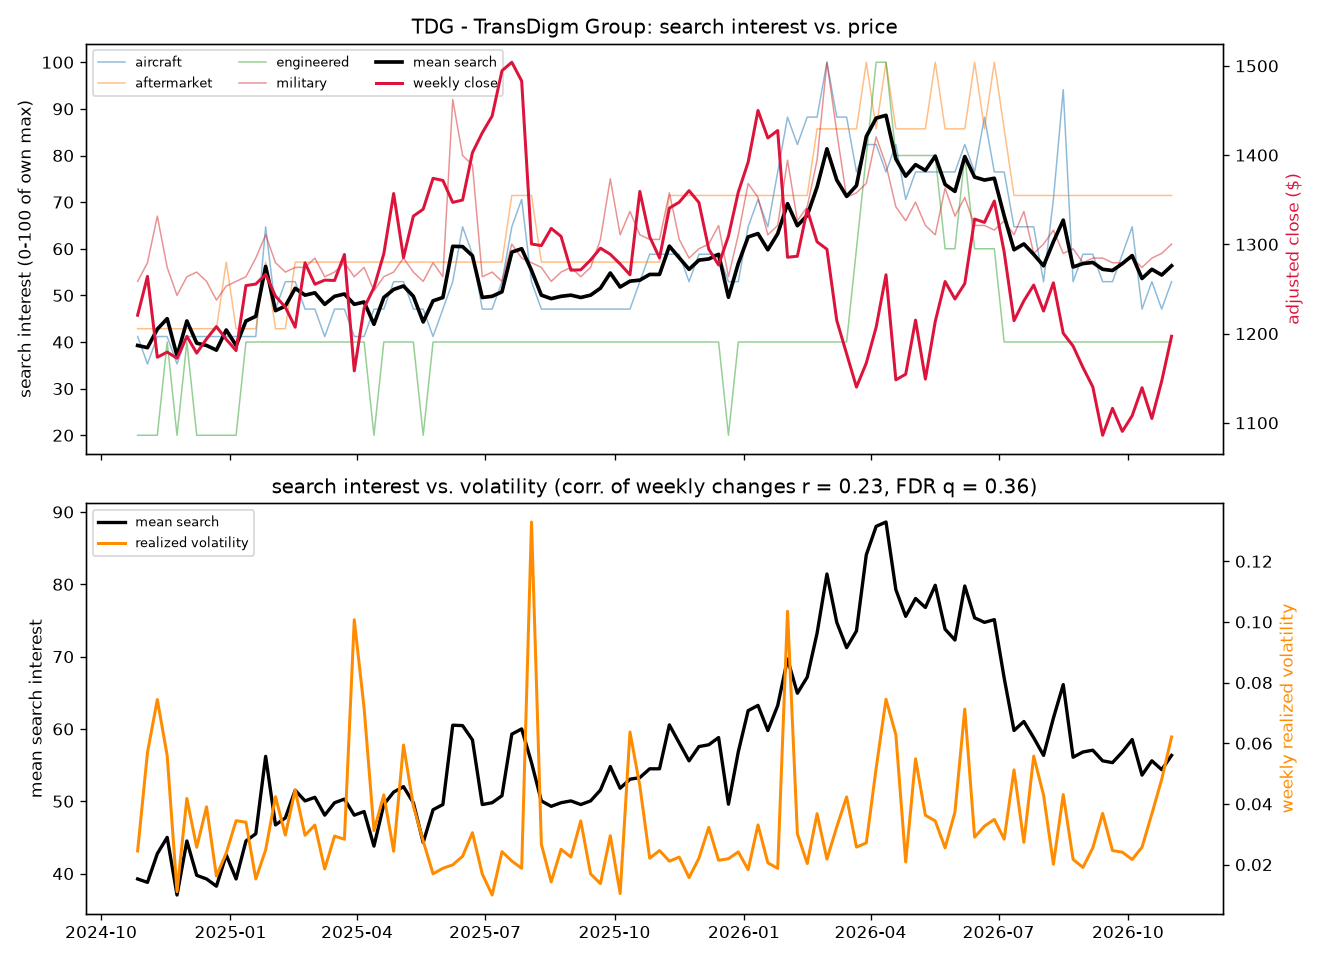 TDG - TransDigm Group: search interest vs. price
aircraft
aftermarket
engineered
military
mean search
weekly close
100
90
80
70
60
50
40
30
20
search interest (0-100 of own max)
1500
1400
1300
1200
1100
adjusted close ($)
search interest vs. volatility (corr. of weekly changes r = 0.23, FDR q = 0.36)
mean search
realized volatility
90
80
70
60
50
40
mean search interest
0.12
0.10
0.08
0.06
0.04
0.02
weekly realized volatility
2024-10
2025-01
2025-04
2025-07
2025-10
2026-01
2026-04
2026-07
2026-10